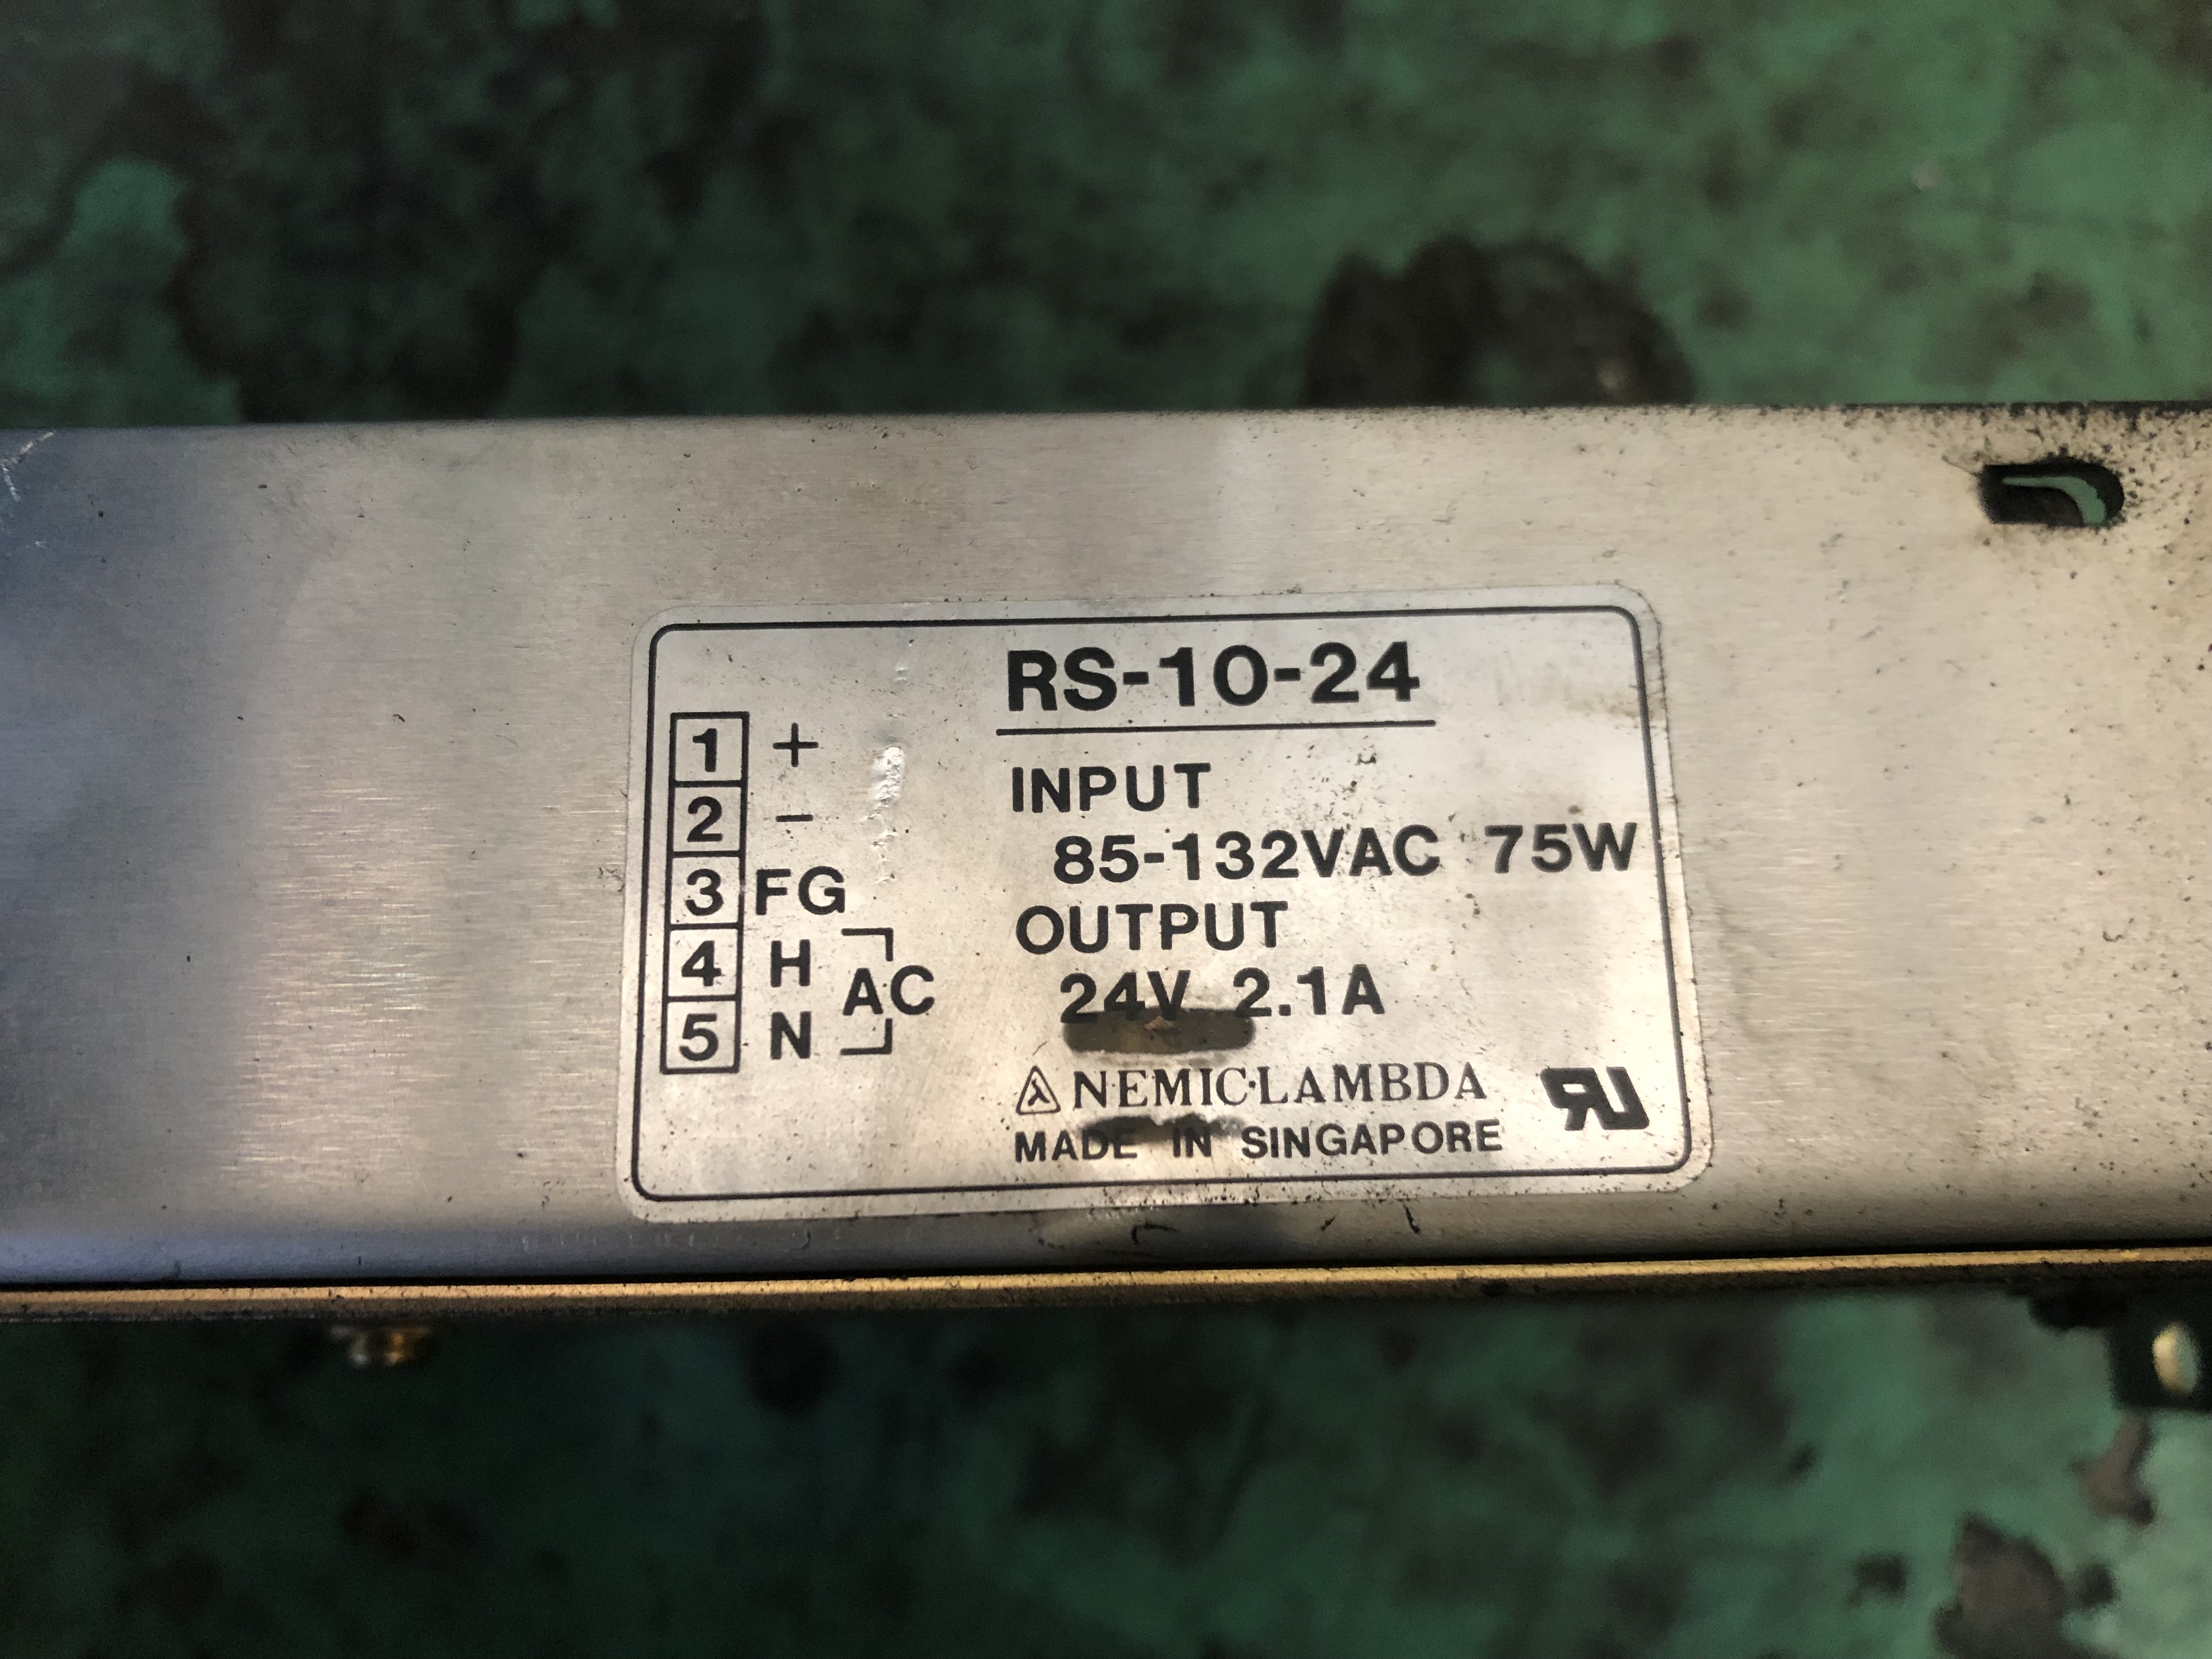 RS-10-24
1 +
2 -
3 FG
4 H
AC
5 N
INPUT
85-132VAC 75W
OUTPUT
24V 2.1A
NEMIC·LAMBDA
MADE IN SINGAPORE
RU